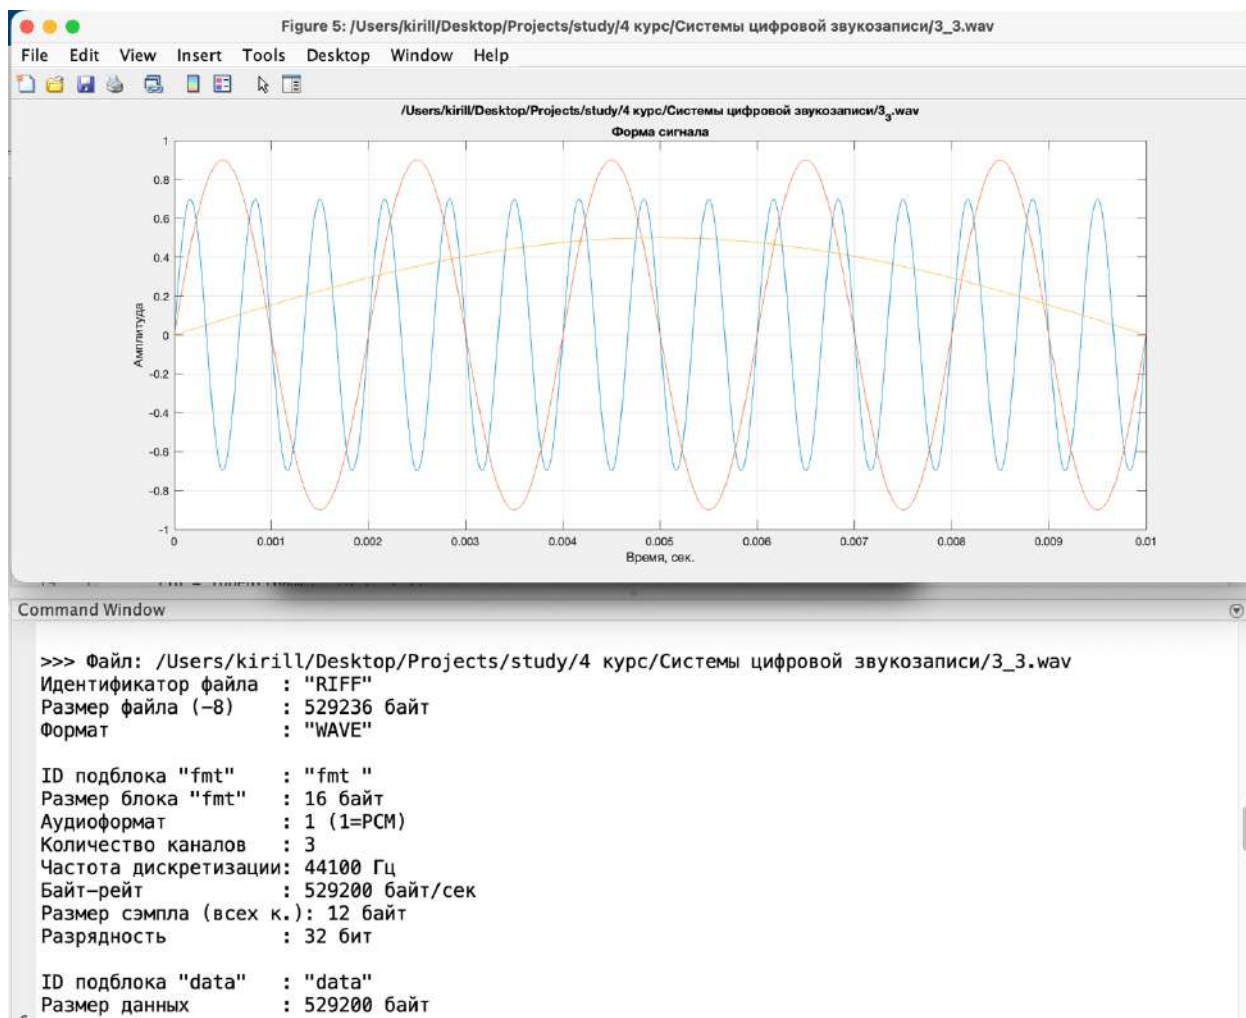 Figure 5: /Users/kirill/Desktop/Projects/study/4 курс/Системы цифровой звукозаписи/3_3.wav
File Edit View Insert Tools Desktop Window Help
/Users/kirill/Desktop/Projects/study/4 курс/Системы цифровой звукозаписи/3_3.wav
Форма сигнала
1
0.8
0.6
0.4
0.2
0
-0.2
-0.4
-0.6
-0.8
-1
Амплитуда
0 0.001 0.002 0.003 0.004 0.005 0.006 0.007 0.008 0.009 0.01
Время, сек.
Command Window
>>> Файл: /Users/kirill/Desktop/Projects/study/4 курс/Системы цифровой звукозаписи/3_3.wav
Идентификатор файла : "RIFF"
Размер файла (-8) : 529236 байт
Формат : "WAVE"
ID подблока "fmt" : "fmt "
Размер блока "fmt" : 16 байт
Аудиоформат : 1 (1=PCM)
Количество каналов : 3
Частота дискретизации: 44100 Гц
Байт-рейт : 529200 байт/сек
Размер сэмпла (всех к.): 12 байт
Разрядность : 32 бит
ID подблока "data" : "data"
Размер данных : 529200 байт